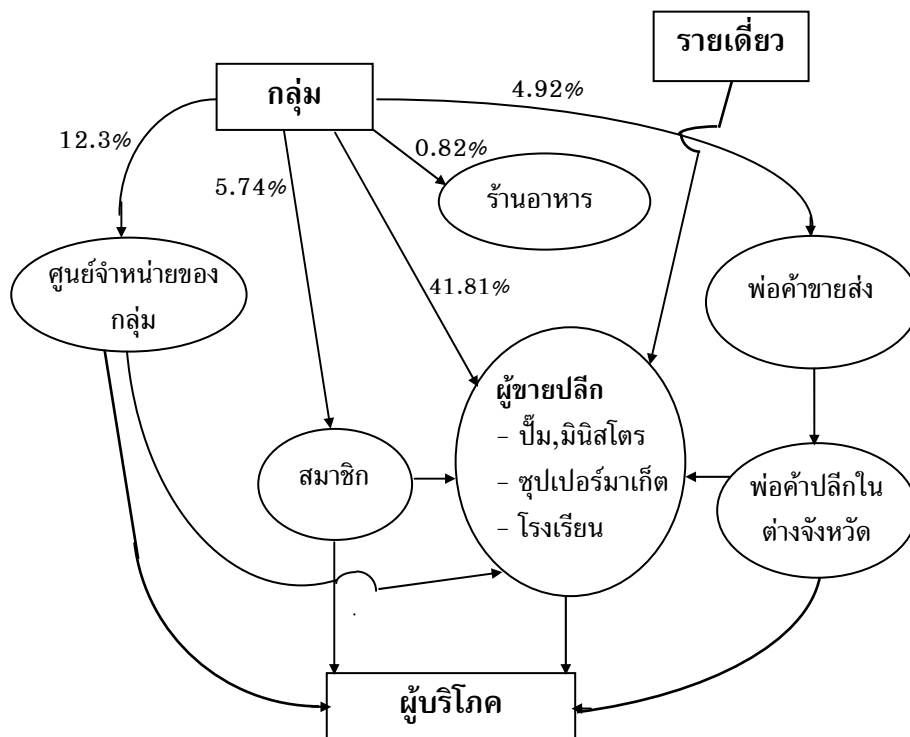 รายเดี่ยว
กลุ่ม
4.92%
12.3%
0.82%
5.74%
ร้านอาหาร
ศูนย์จำหน่ายของ
กลุ่ม
41.81%
พ่อค้าขายส่ง
ผู้ขายปลีก
- ปั๊ม,มินิสโตร
- ซุปเปอร์มาเก็ต
- โรงเรียน
สมาชิก
พ่อค้าปลีกใน
ต่างจังหวัด
ผู้บริโภค